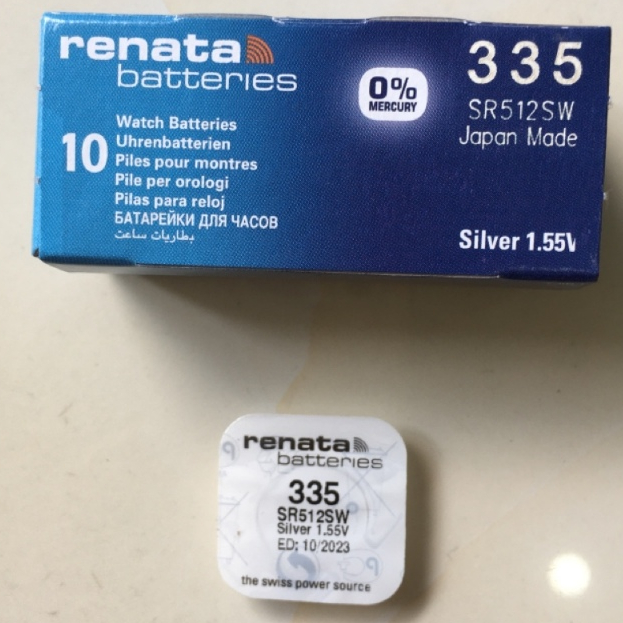 renata
batteries
10
Watch Batteries
Uhrenbatterien
Piles pour montres
Pile per orologi
Pilas para reloj
БАТАРЕЙКИ ДЛЯ ЧАСОВ
بطاريات ساعت
0%
MERCURY
335
SR512SW
Japan Made
Silver 1.55V
renata
batteries
335
SR512SW
Silver 1.55V
ED: 10/2023
the swiss power source